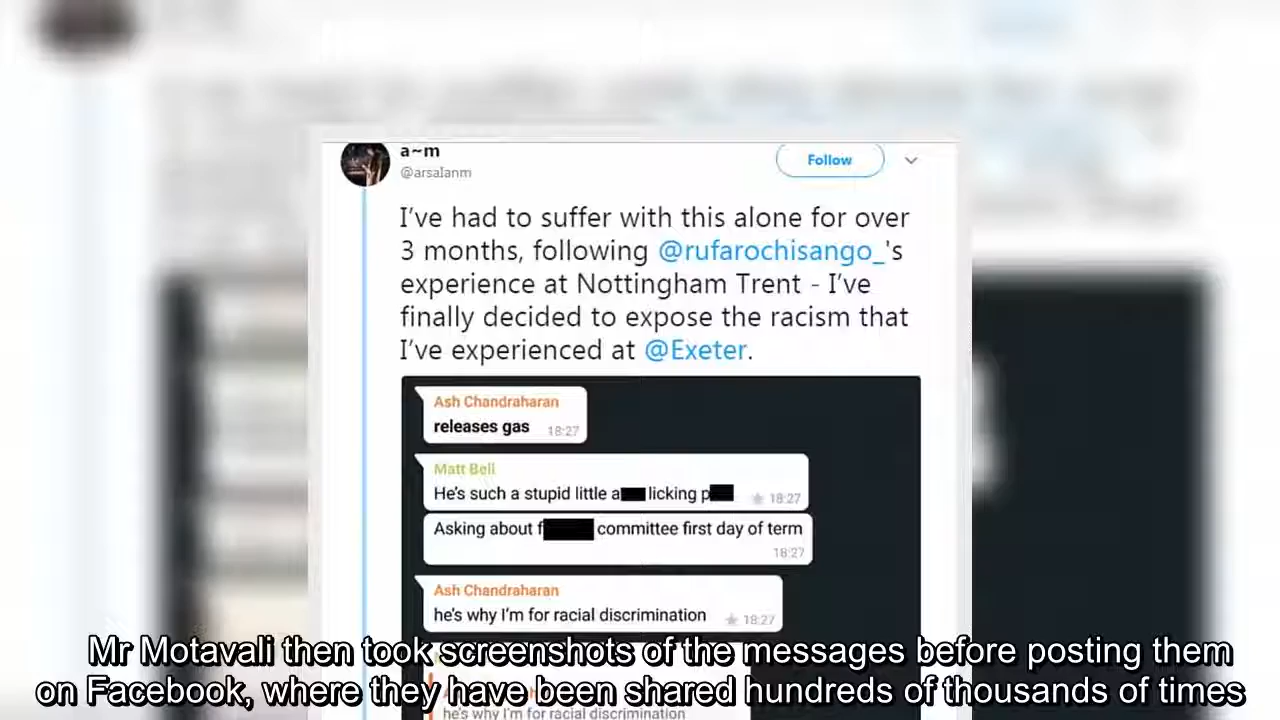 a~m
Follow
@arsalanm
I've had to suffer with this alone for over
3 months, following @rufarochisango_'s
experience at Nottingham Trent - I've
finally decided to expose the racism that
I've experienced at @Exeter.
Ash Chandraharan
releases gas 18:27
Matt Bell
He's such a stupid little a licking p 18:27
Asking about f committee first day of term
18:27
Ash Chandraharan
he's why I'm for racial discrimination 18:27
Mr Motavali then took screenshots of the messages before posting them
on Facebook, where they have been shared hundreds of thousands of times
he's why I'm for racial discrimination